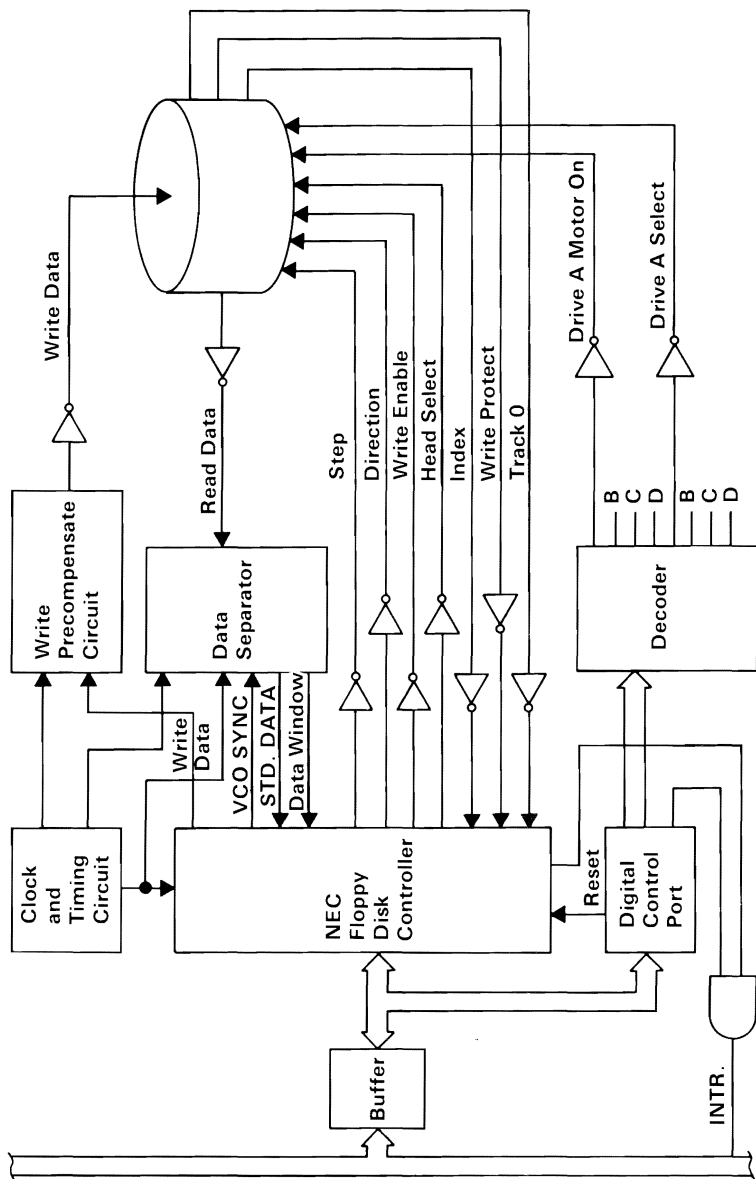 Clock
and
Timing
Circuit
Write
Precompensate
Circuit
Write Data
Write
Data
VCO SYNC
STD. DATA
Data Window
Data
Separator
Read Data
NEC
Floppy
Disk
Controller
Step
Direction
Write Enable
Head Select
Index
Write Protect
Track 0
Buffer
Reset
Digital
Control
Port
Decoder
B
C
D
B
C
D
Drive A Motor On
Drive A Select
INTR.